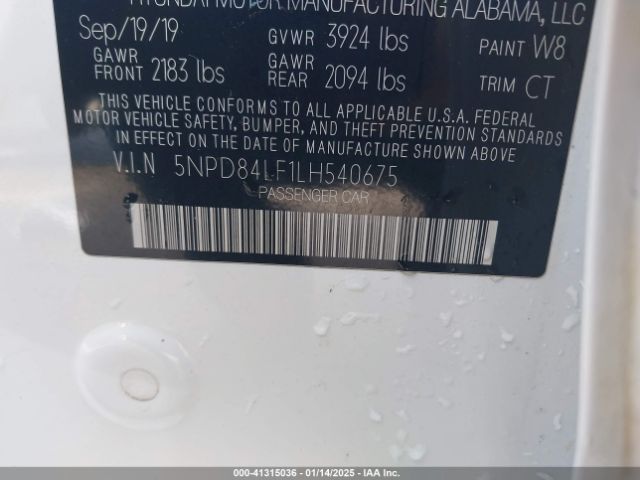 HYUNDAI MOTOR MANUFACTURING ALABAMA, LLC
Sep/19/19 GVWR 3924 lbs PAINT W8
GAWR FRONT 2183 lbs GAWR REAR 2094 lbs TRIM CT
THIS VEHICLE CONFORMS TO ALL APPLICABLE U.S.A. FEDERAL
MOTOR VEHICLE SAFETY, BUMPER, AND THEFT PREVENTION STANDARDS
IN EFFECT ON THE DATE OF MANUFACTURE SHOWN ABOVE
V.I.N 5NPD84LF1LH540675
PASSENGER CAR
000-41315036 - 01/14/2025 - IAA Inc.